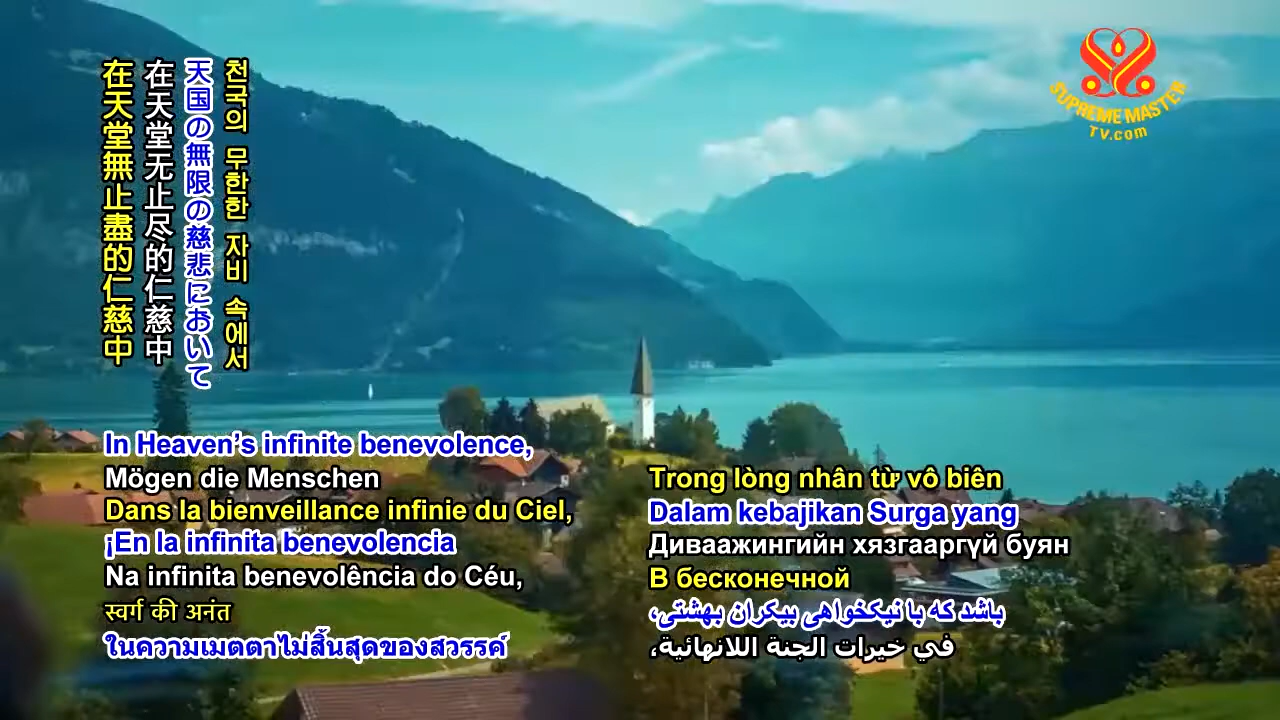 在天堂無止盡的仁慈中
在天堂无止尽的仁慈中
天国の無限の慈悲において
천국의 무한한 자비 속에서
SUPREME MASTER
TV.com
In Heaven’s infinite benevolence,
Mögen die Menschen
Dans la bienveillance infinie du Ciel,
¡En la infinita benevolencia
Na infinita benevolência do Céu,
स्वर्ग की अनंत
ในความเมตตาไม่สิ้นสุดของสวรรค์
Trong lòng nhân từ vô biên
Dalam kebajikan Surga yang
Диваажингийн хязгааргүй буян
В бесконечной
باشد که با نیکخواهی بیکران بهشتی،
في خيرات الجنة اللانهائية،